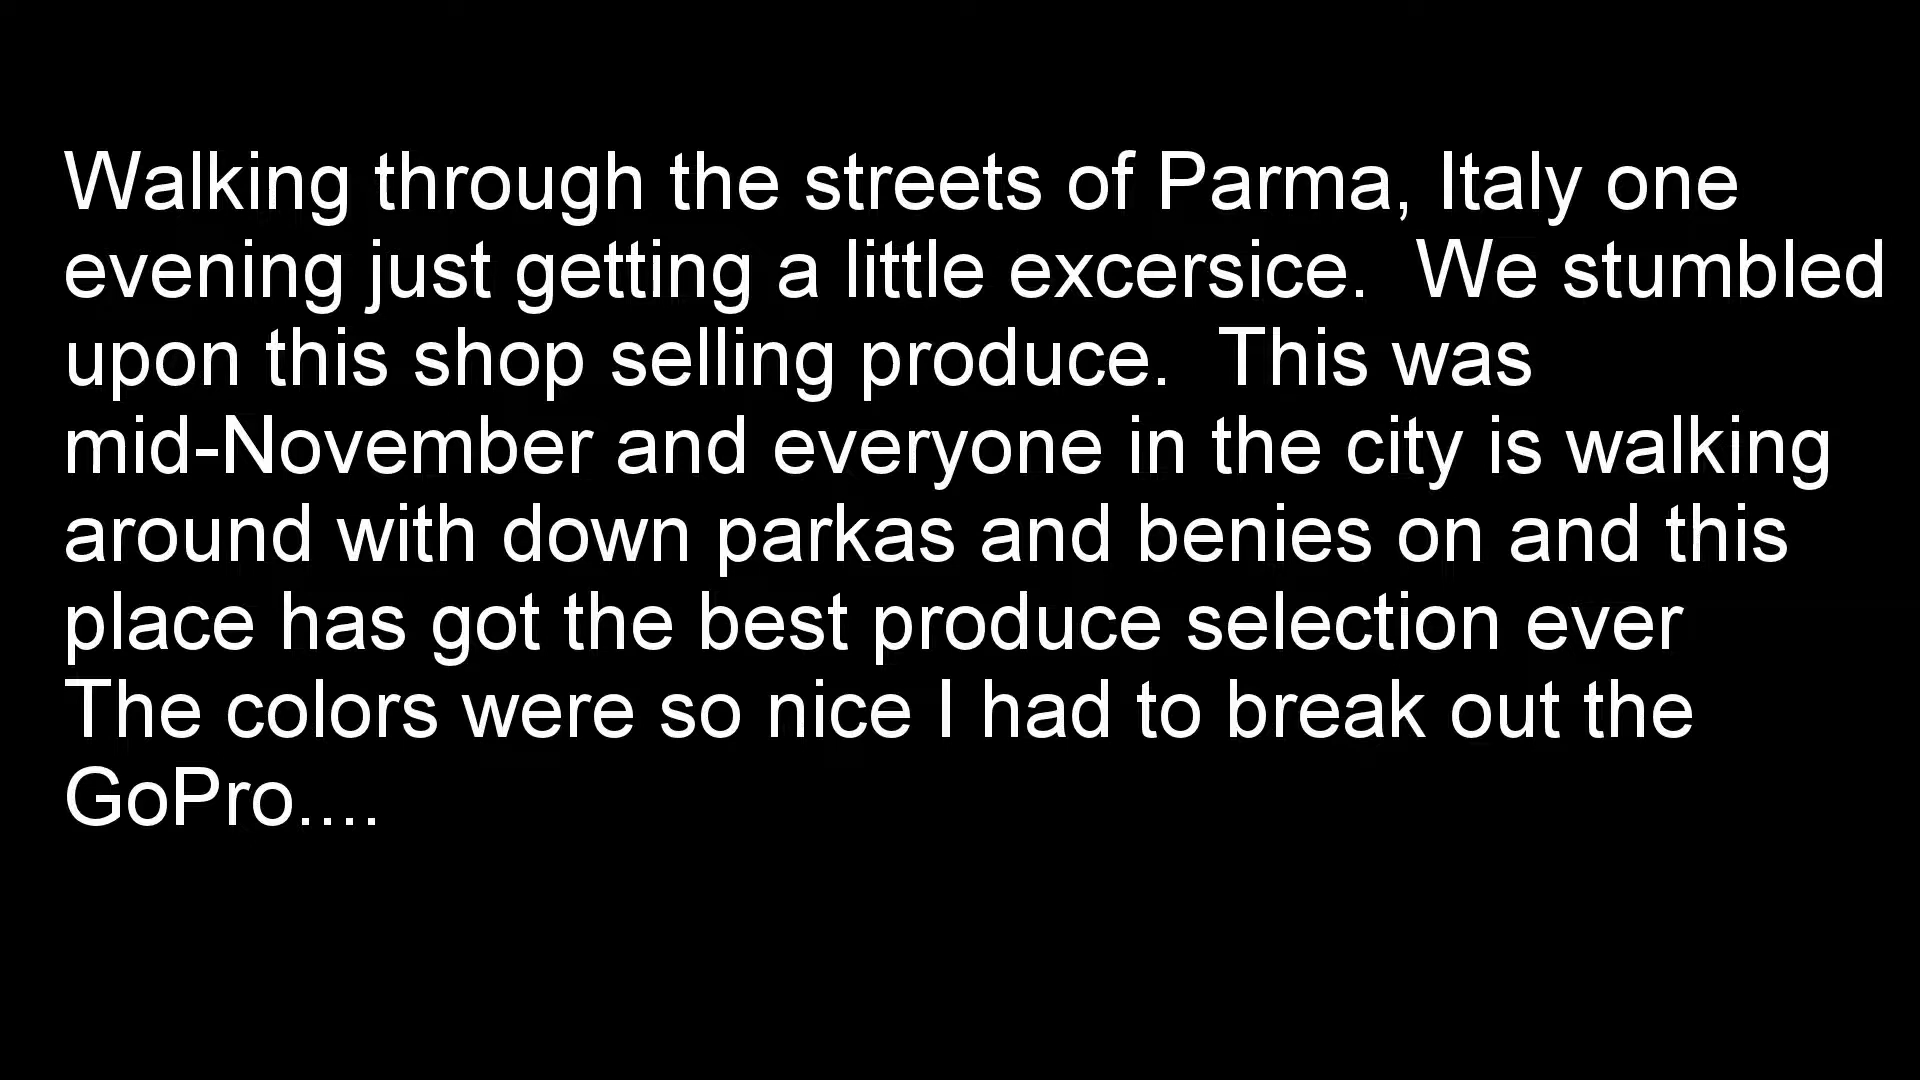 Walking through the streets of Parma, Italy one
evening just getting a little excersice.  We stumbled
upon this shop selling produce.  This was
mid-November and everyone in the city is walking
around with down parkas and benies on and this
place has got the best produce selection ever
The colors were so nice I had to break out the
GoPro....